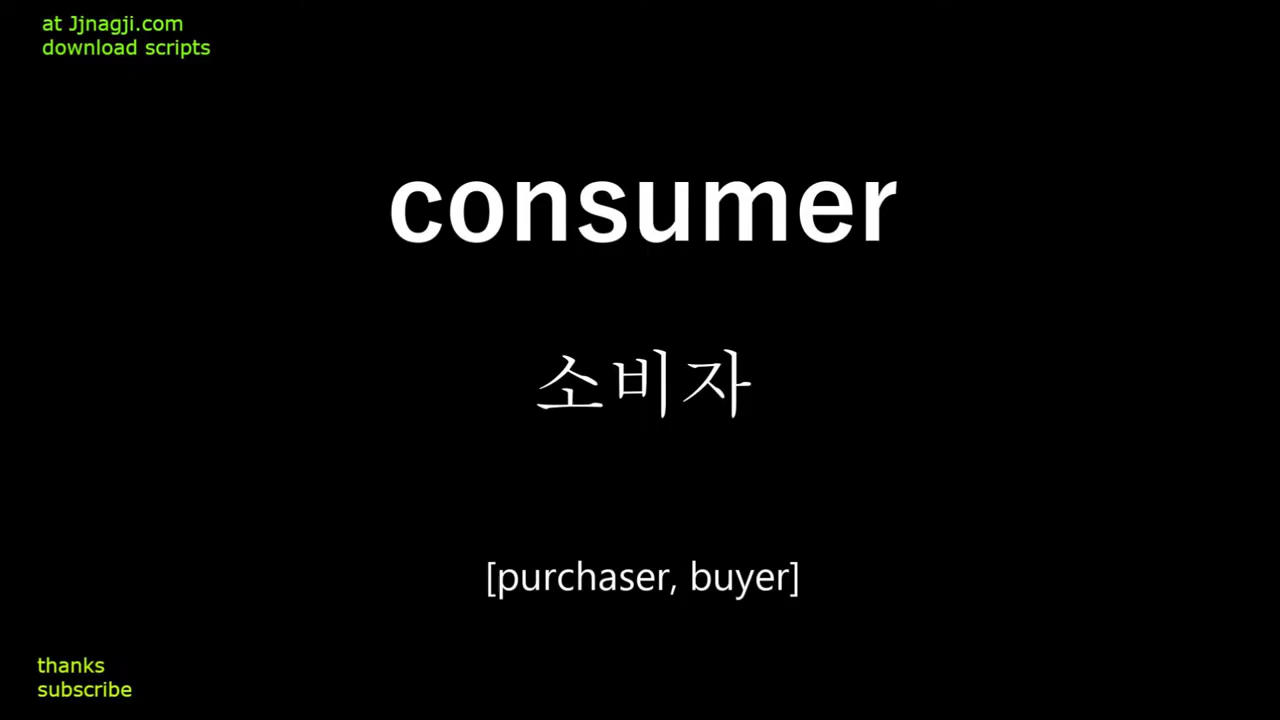 at Jjnagji.com
download scripts
consumer
소비자
[purchaser, buyer]
thanks
subscribe